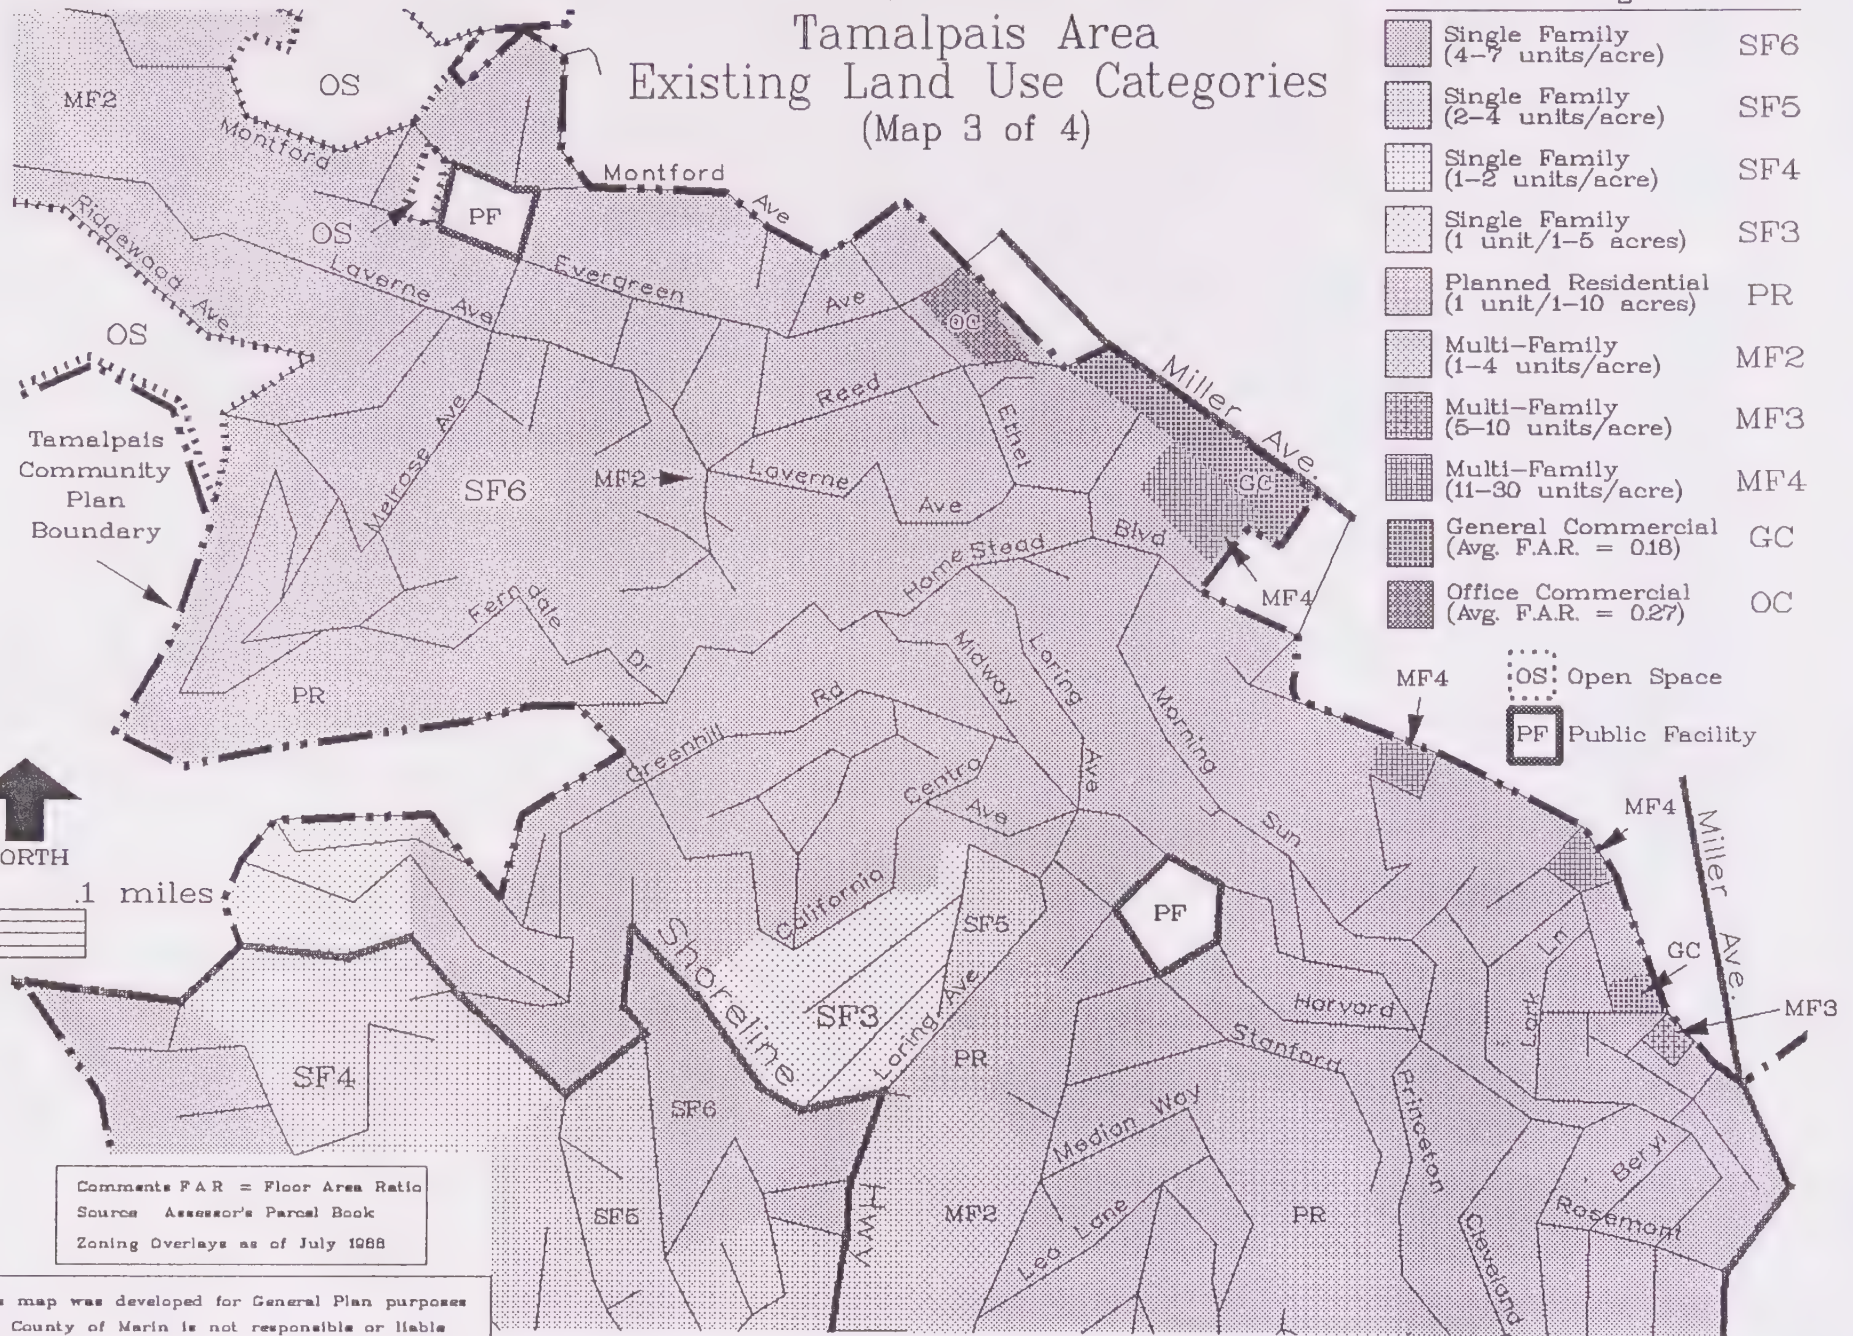 Tamalpais Area
Existing Land Use Categories
(Map 3 of 4)
Single Family
(4-7 units/acre)
SF6
Single Family
(2-4 units/acre)
SF5
Single Family
(1-2 units/acre)
SF4
Single Family
(1 unit/1-5 acres)
SF3
Planned Residential
(1 unit/1-10 acres)
PR
Multi-Family
(1-4 units/acre)
MF2
Multi-Family
(5-10 units/acre)
MF3
Multi-Family
(11-30 units/acre)
MF4
General Commercial
(Avg. F.A.R. = 0.18)
GC
Office Commercial
(Avg. F.A.R. = 0.27)
OC
OS Open Space
PF Public Facility
MF2
OS
Montford
Montford
Ave
PF
OS
Ridgewood Ave
Laverne Ave
Evergreen
Ave
OC
OS
Miller Ave.
Reed
Ethel
Tamalpais
Community
Plan
Boundary
Melrose Ave
SF6
MF2
Laverne
Ave
GC
Blvd
Home Stead
MF4
Ferndale
Dr
PR
Midway
Loring
Ave
Morning
Sun
MF4
Rd
Greenhill
Centro
Ave
MF4
Miller Ave.
ORTH
.1 miles
California
SF5
PF
Shoreline
Ln
GC
SF3
Loring Ave
Harvard
Lark
MF3
PR
Stanford
SF4
SF6
Princeton
Median Way
Beryl
SF5
HWY
MF2
Leo Lane
PR
Rosemont
Cleveland
Comments F A R = Floor Area Ratio
Source Assessor's Parcel Book
Zoning Overlays as of July 1988
map was developed for General Plan purposes
County of Marin is not responsible or liable